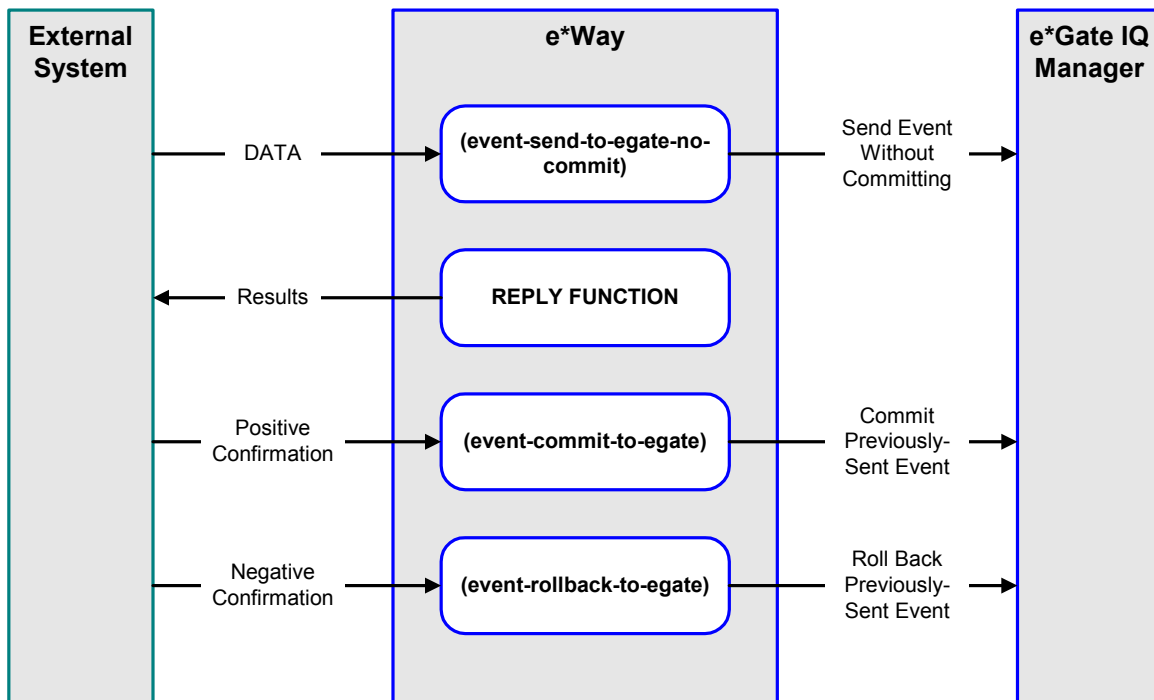 External
System
e*Way
e*Gate IQ
Manager
DATA
(event-send-to-egate-no-
commit)
Send Event
Without
Committing
Results
REPLY FUNCTION
Positive
Confirmation
(event-commit-to-egate)
Commit
Previously-
Sent Event
Negative
Confirmation
(event-rollback-to-egate)
Roll Back
Previously-
Sent Event